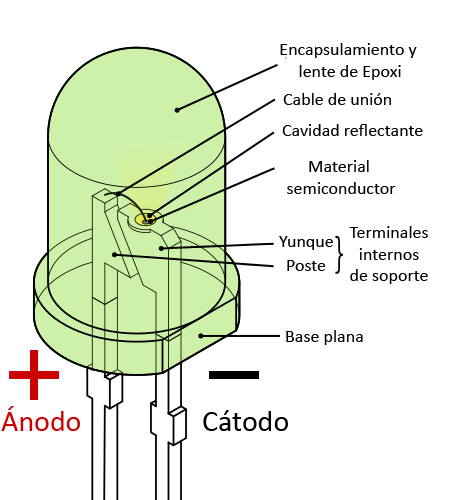 Encapsulamiento y
lente de Epoxi
Cable de unión
Cavidad reflectante
Material
semiconductor
Yunque
Poste
Terminales
internos
de soporte
Base plana
+
Ánodo
−
Cátodo